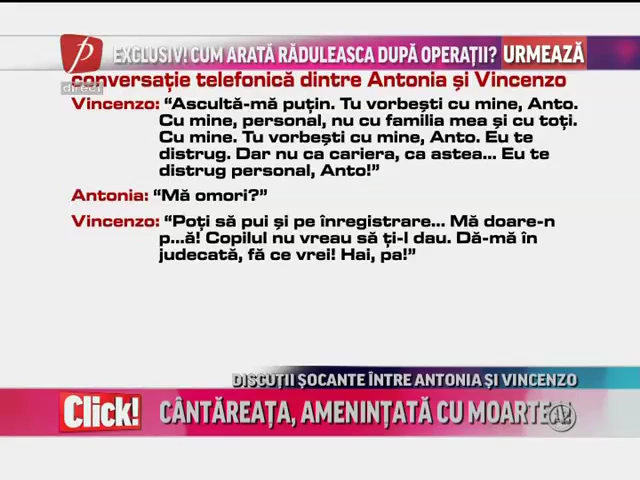 EXCLUSIV! CUM ARATĂ RĂDULEASCA DUPĂ OPERAȚII? URMEAZĂ
p
direct
conversație telefonică dintre Antonia și Vincenzo
Vincenzo: “Ascultă-mă puțin. Tu vorbești cu mine, Anto.
Cu mine, personal, nu cu familia mea și cu toți.
Cu mine. Tu vorbești cu mine, Anto. Eu te
distrug. Dar nu ca cariera, ca astea... Eu te
distrug personal, Anto!”
Antonia: “Mă omori?”
Vincenzo: “Poți să pui și pe înregistrare... Mă doare-n
p...ă! Copilul nu vreau să ți-l dau. Dă-mă în
judecată, fă ce vrei! Hai, pa!”
DISCUȚII ȘOCANTE ÎNTRE ANTONIA ȘI VINCENZO
Click! CÂNTĂREAȚA, AMENINȚATĂ CU MOARTEA!